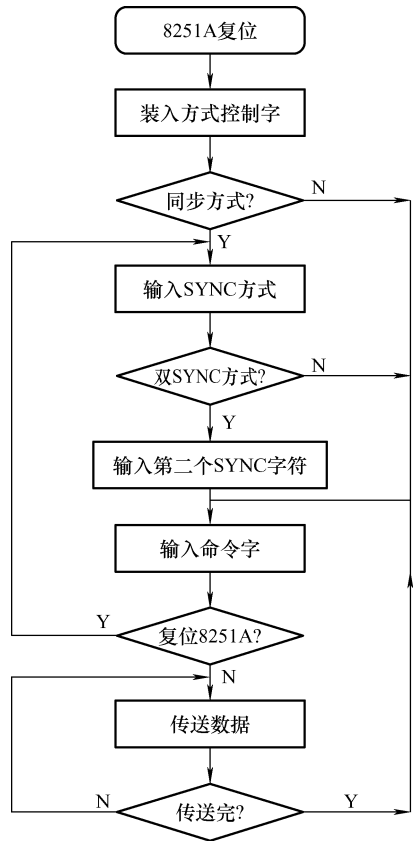 8251A复位
装入方式控制字
同步方式?
N
Y
输入SYNC方式
双SYNC方式?
N
Y
输入第二个SYNC字符
输入命令字
复位8251A?
Y
N
传送数据
传送完?
N
Y